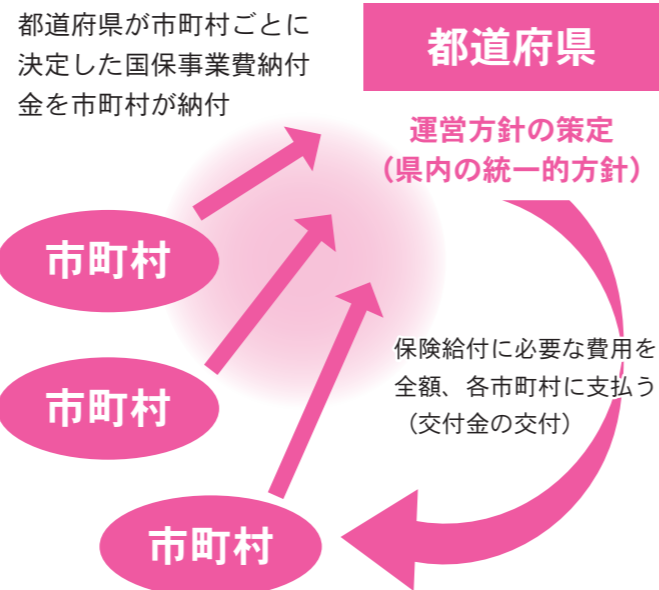 都道府県が市町村ごとに
決定した国保事業費納付
金を市町村が納付
都道府県
運営方針の策定
（県内の統一的方針）
市町村
市町村
市町村
保険給付に必要な費用を
全額、各市町村に支払う
（交付金の交付）